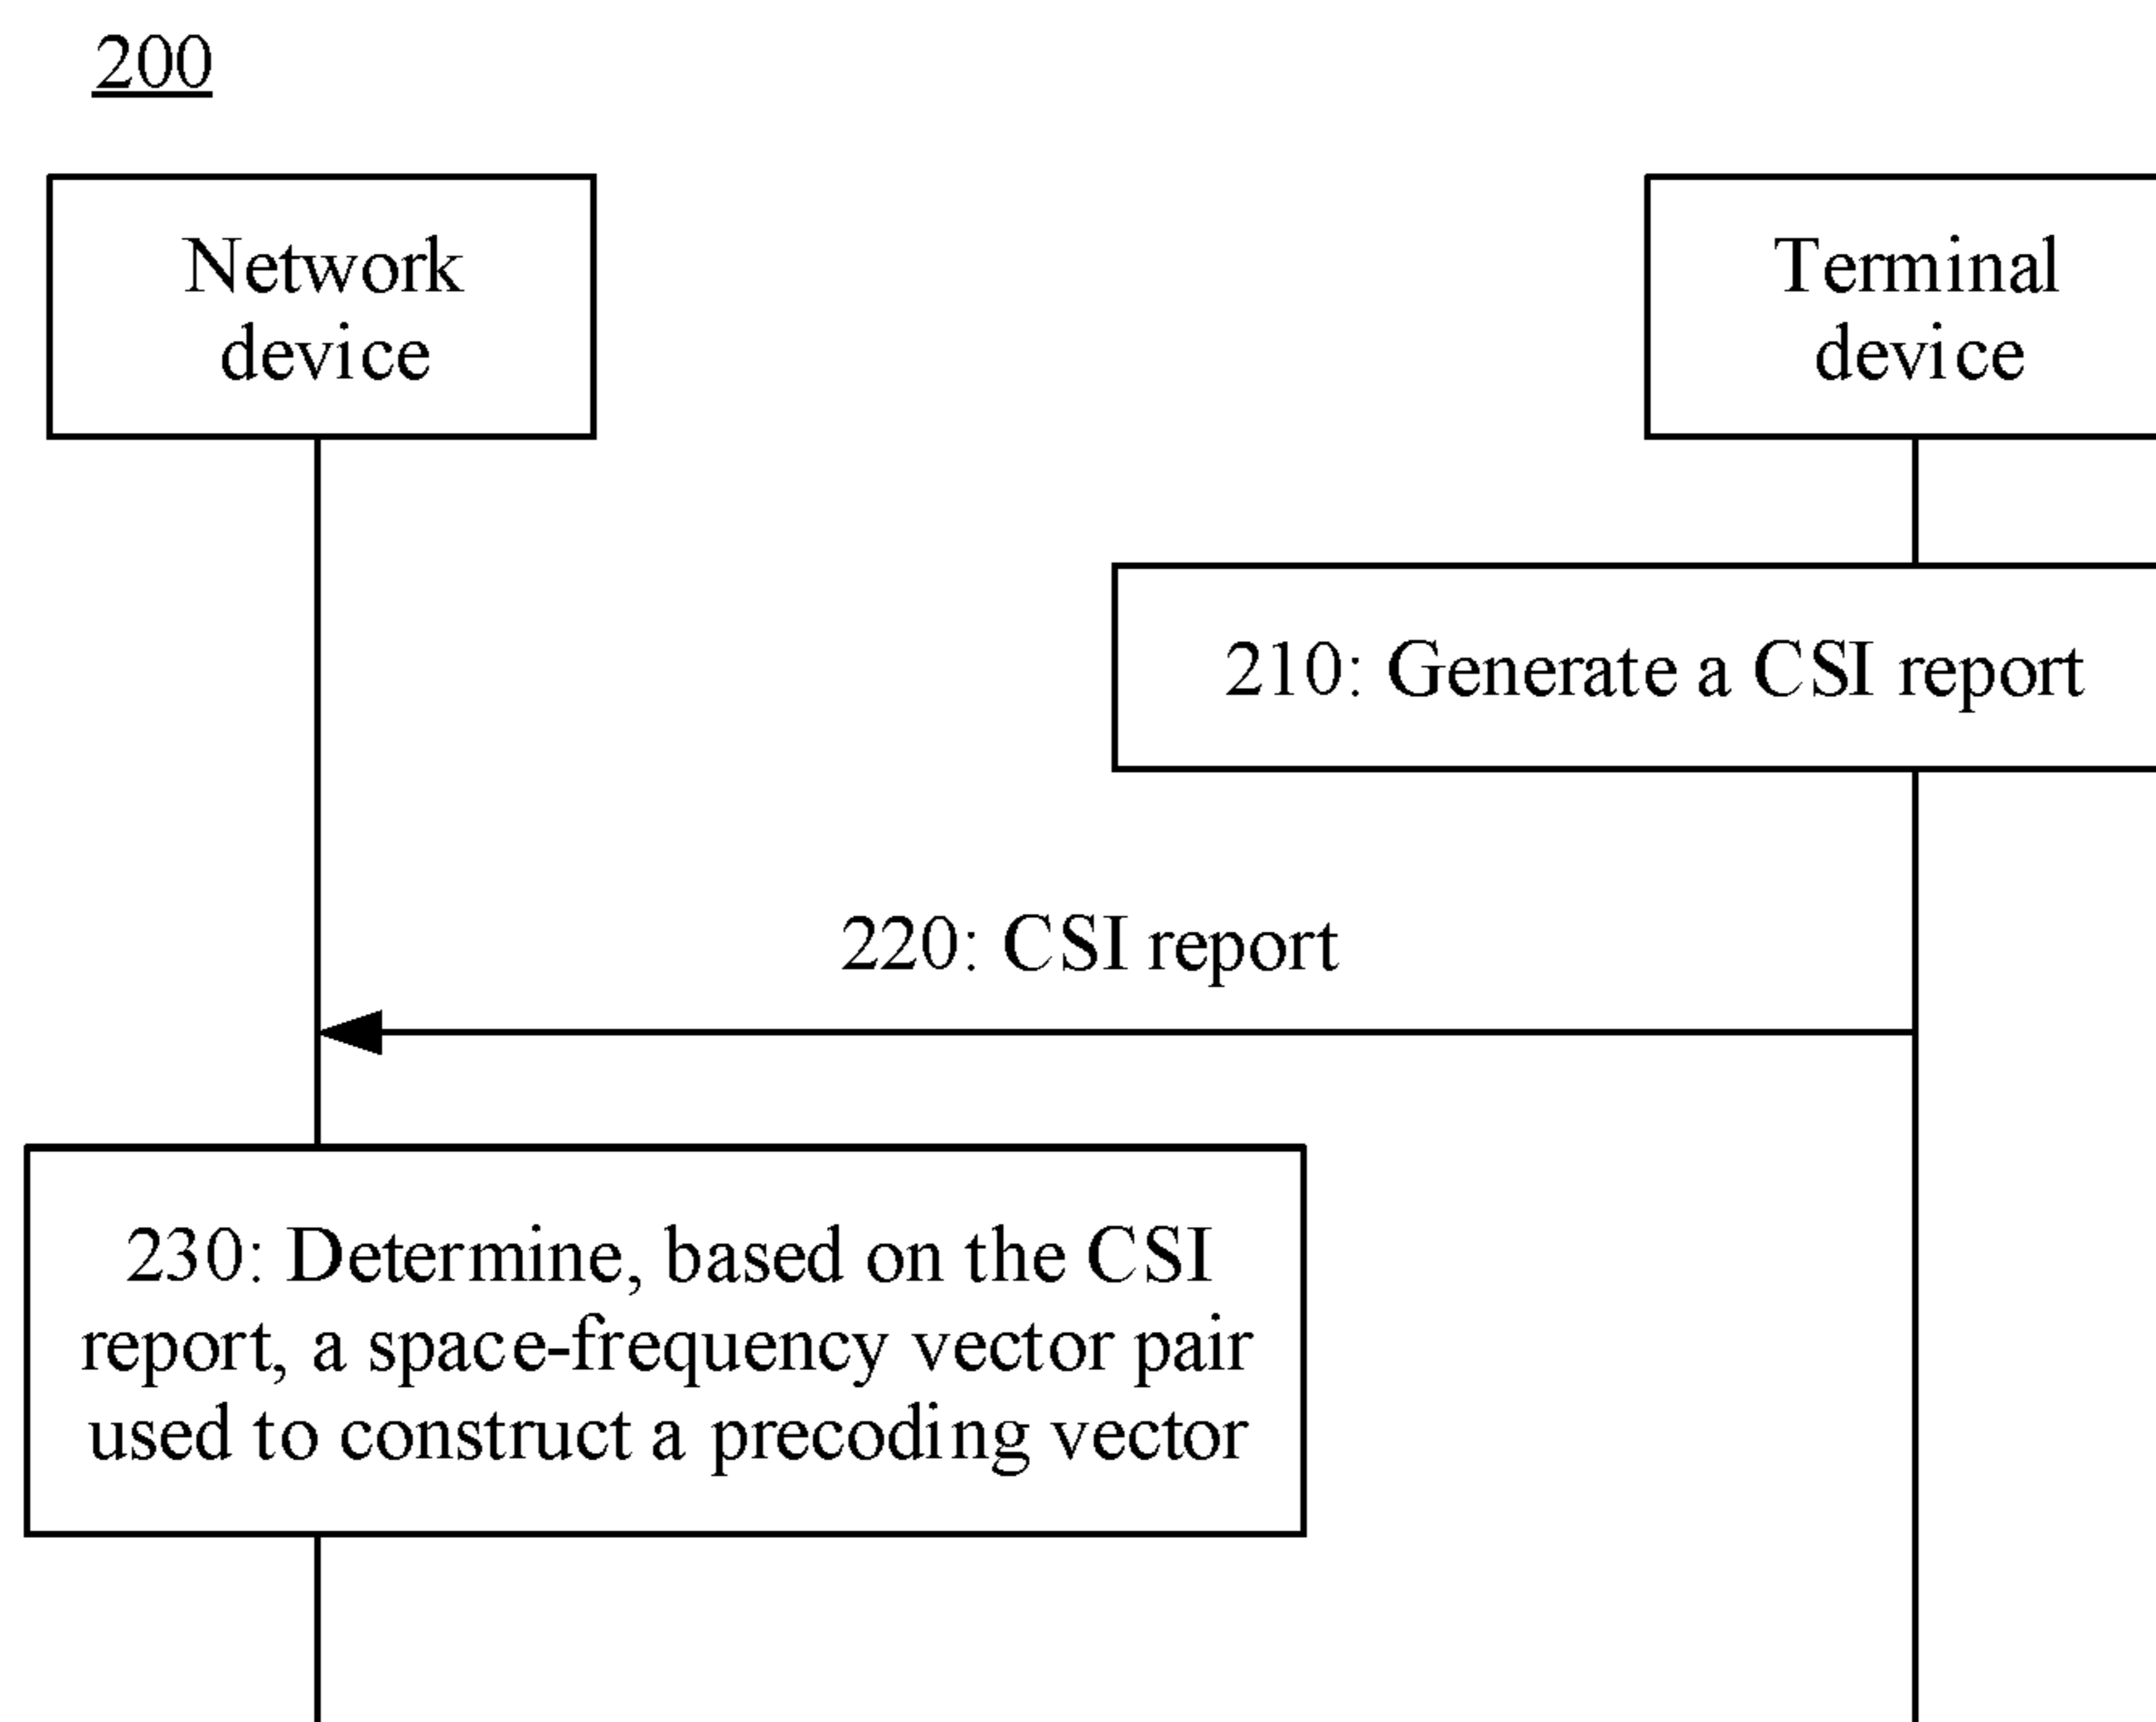 200
Network
device
Terminal
device
210: Generate a CSI report
220: CSI report
230: Determine, based on the CSI
report, a space-frequency vector pair
used to construct a precoding vector